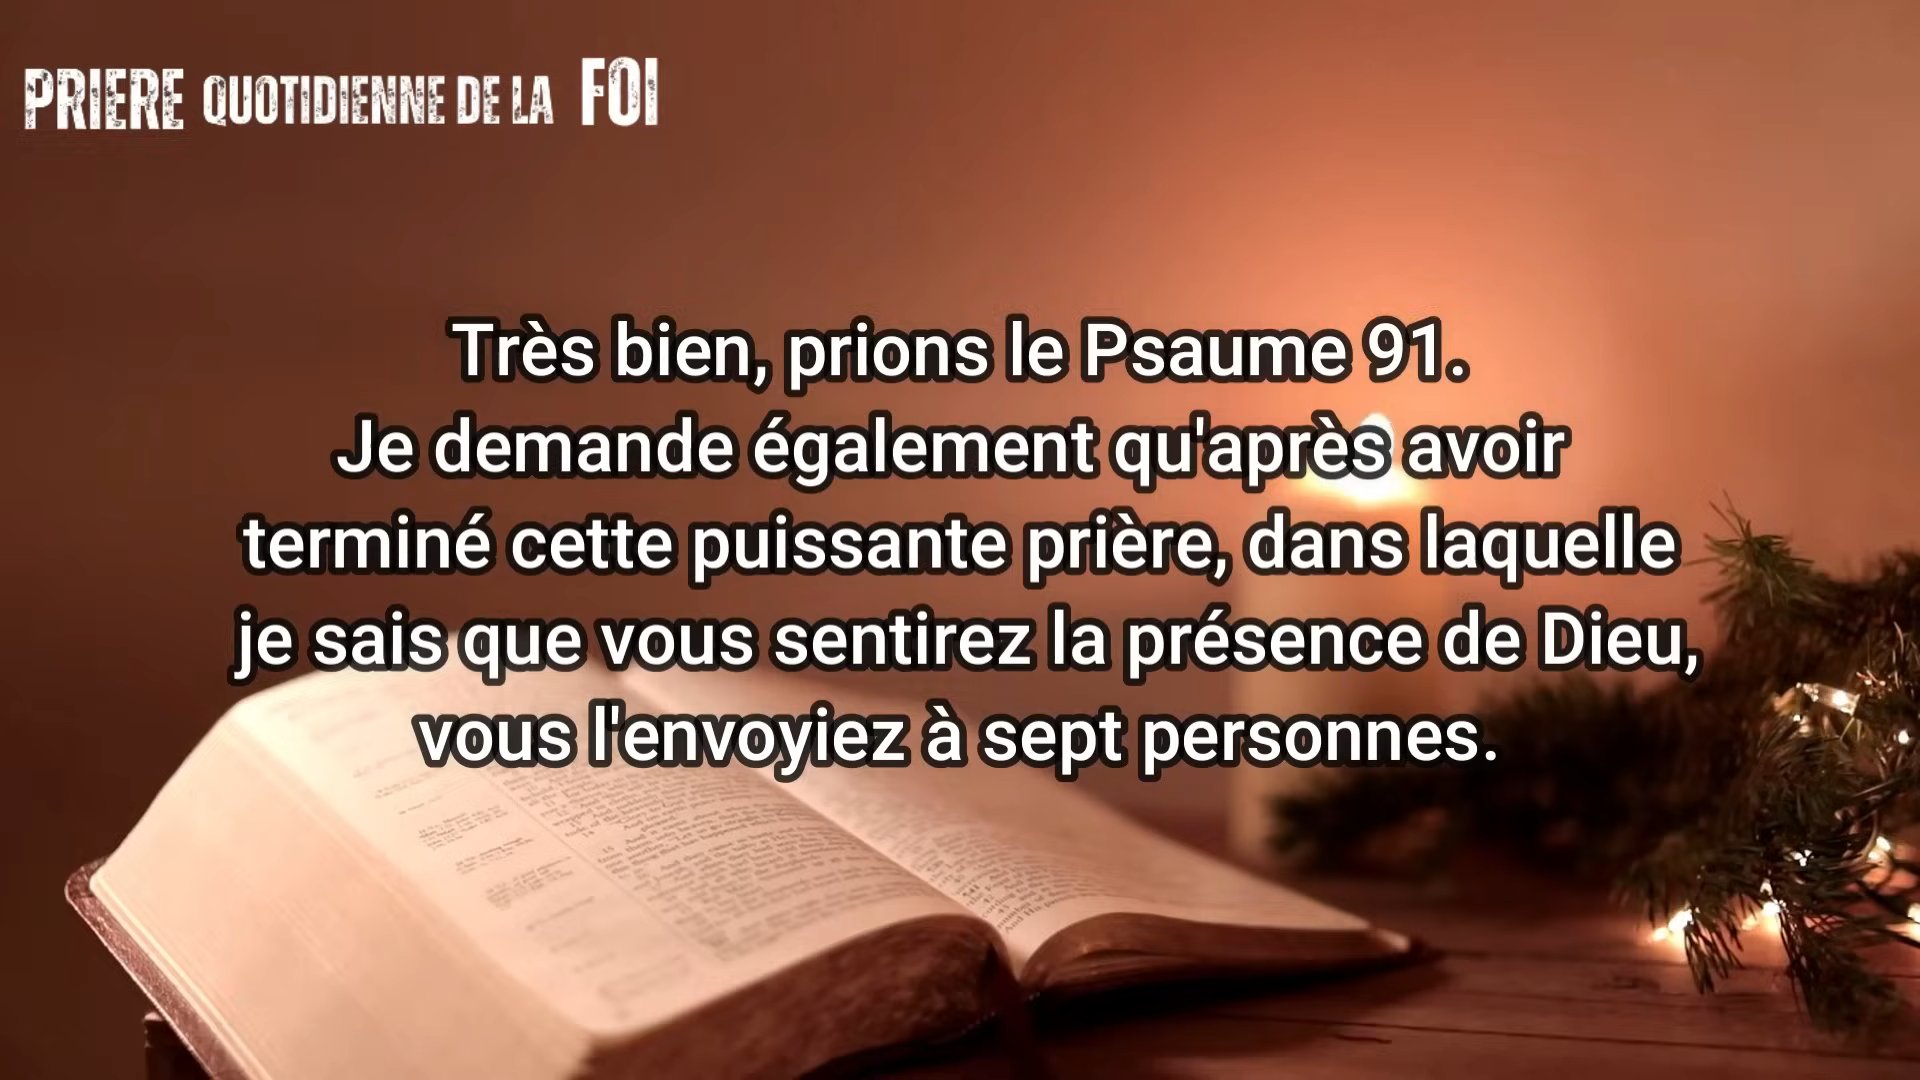 PRIERE QUOTIDIENNE DE LA FOI
Très bien, prions le Psaume 91.
Je demande également qu'après avoir
terminé cette puissante prière, dans laquelle
je sais que vous sentirez la présence de Dieu,
vous l'envoyiez à sept personnes.